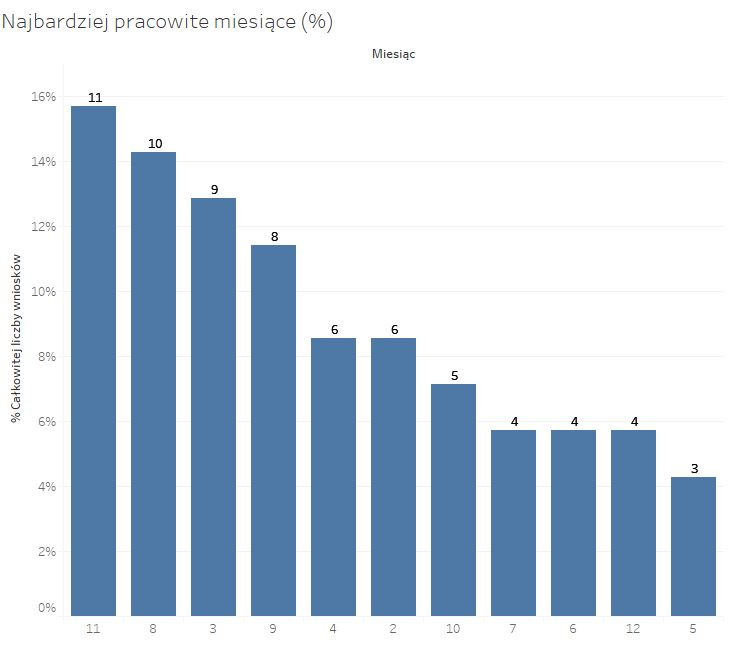 Najbardziej pracowite miesiące (%)
Miesiąc
% Całkowitej liczby wniosków
16%
14%
12%
10%
8%
6%
4%
2%
0%
11 10 9 8 6 6 5 4 4 4 3
11 8 3 9 4 2 10 7 6 12 5